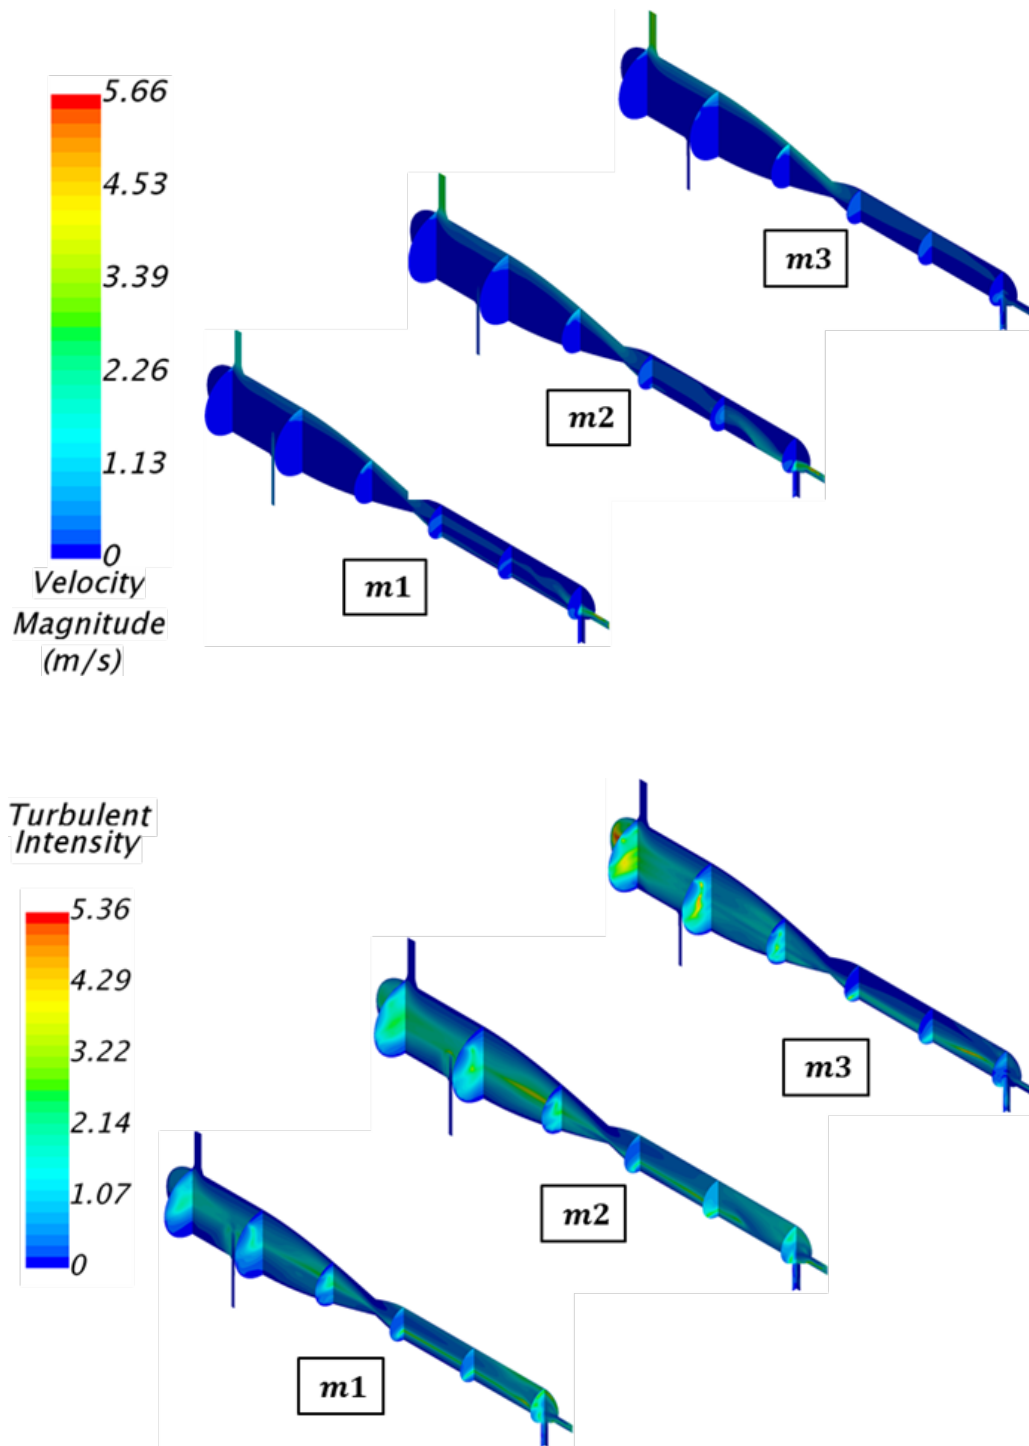 5.66
4.53
3.39
2.26
1.13
0
Velocity
Magnitude
(m/s)
m3
m2
m1
Turbulent
Intensity
5.36
4.29
3.22
2.14
1.07
0
m3
m2
m1